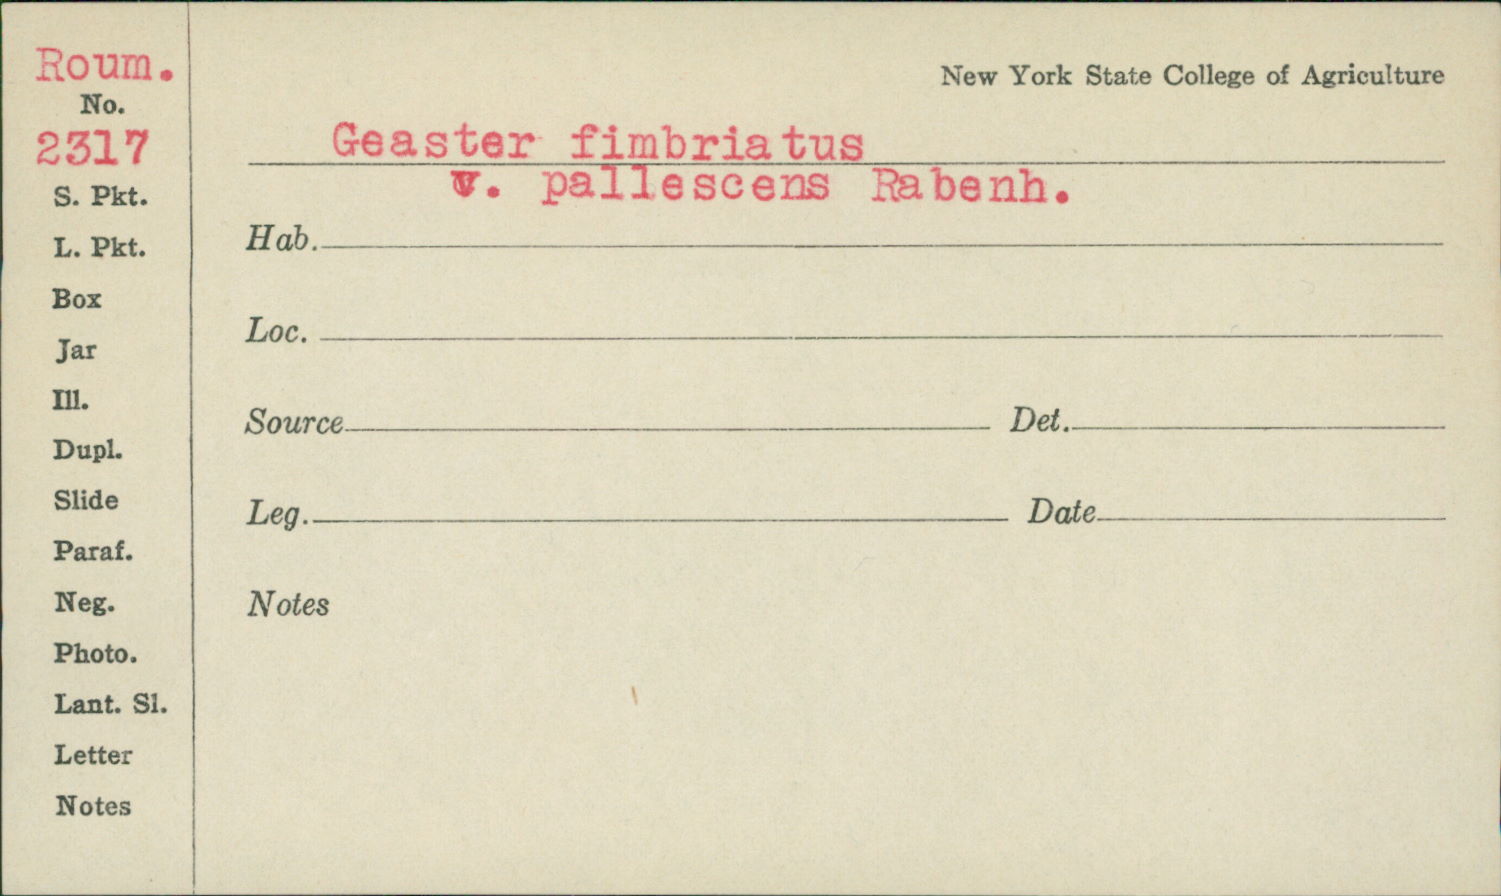 Roum.
No.
2317
S. Pkt.
L. Pkt.
Box
Jar
Ill.
Dupl.
Slide
Paraf.
Neg.
Photo.
Lant. Sl.
Letter
Notes
New York State College of Agriculture
Geaster fimbriatus
v. pallescens Rabenh.
Hab.
Loc.
Source Det.
Leg. Date
Notes